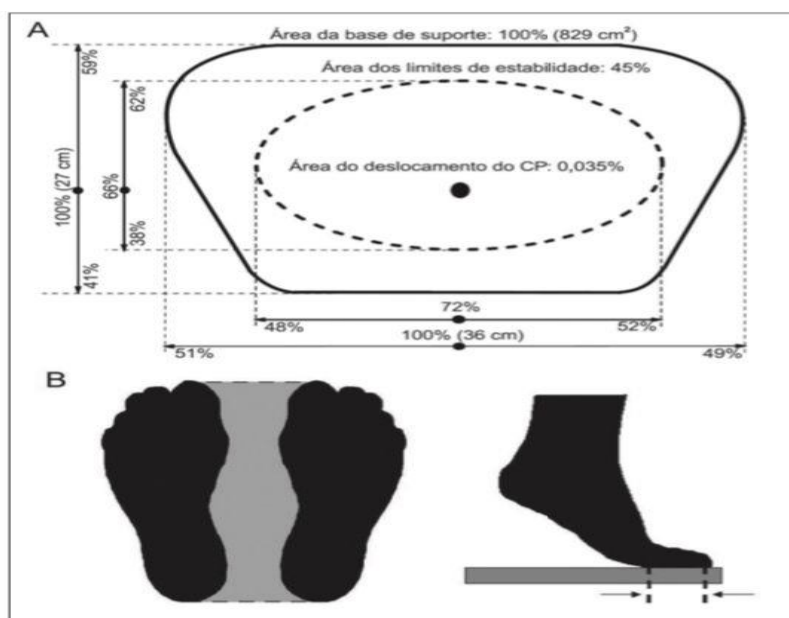 A
Área da base de suporte: 100% (829 cm²)
Área dos limites de estabilidade: 45%
Área do deslocamento do CP: 0,035%
59%
100% (27 cm)
41%
62%
66%
38%
72%
48%
52%
100% (36 cm)
51%
49%
B